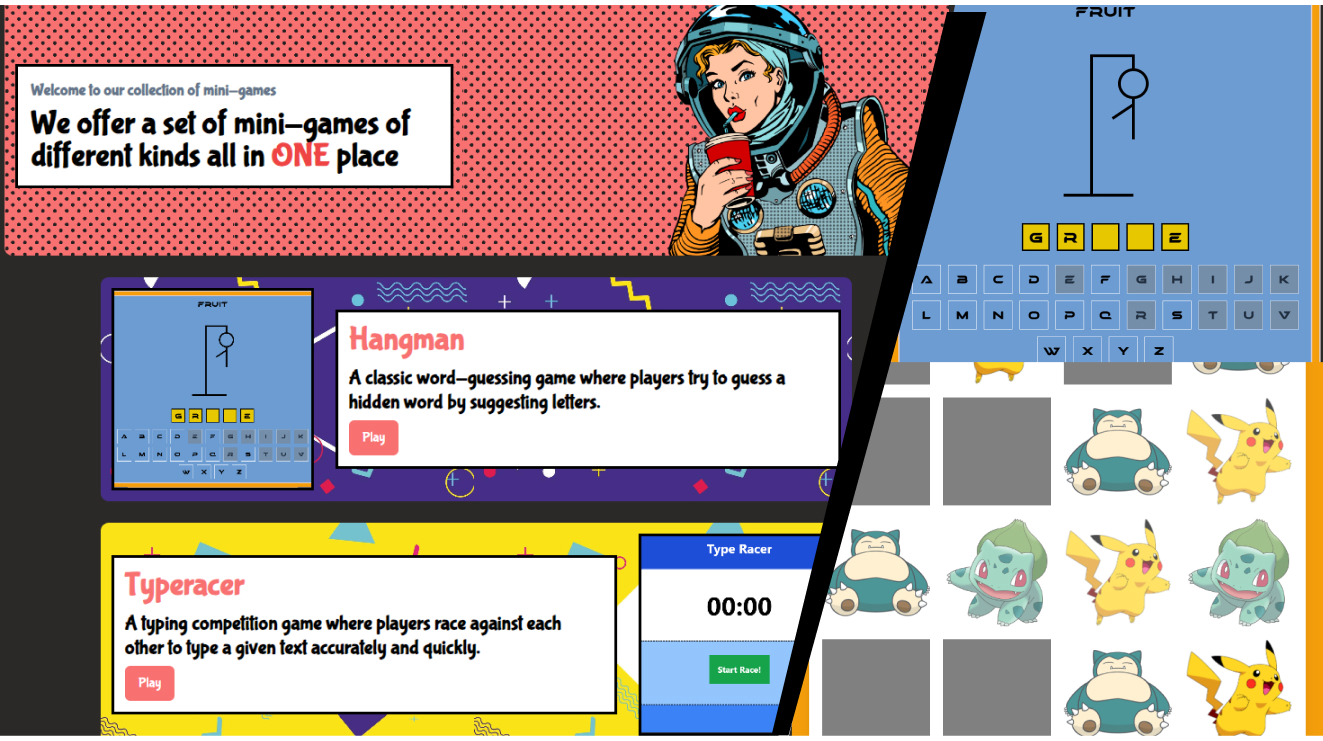 Welcome to our collection of mini-games
We offer a set of mini-games of
different kinds all in ONE place
FRUIT
G R E
A B C D E F G H I J K
L M N O P Q R S T U V
W X Y Z
FRUIT
G R E
A B C D E F G H I J K
L M N O P Q R S T U V
W X Y Z
Hangman
A classic word-guessing game where players try to guess a
hidden word by suggesting letters.
Play
Typeracer
A typing competition game where players race against each
other to type a given text accurately and quickly.
Play
Type Racer
00:00
Start Race!